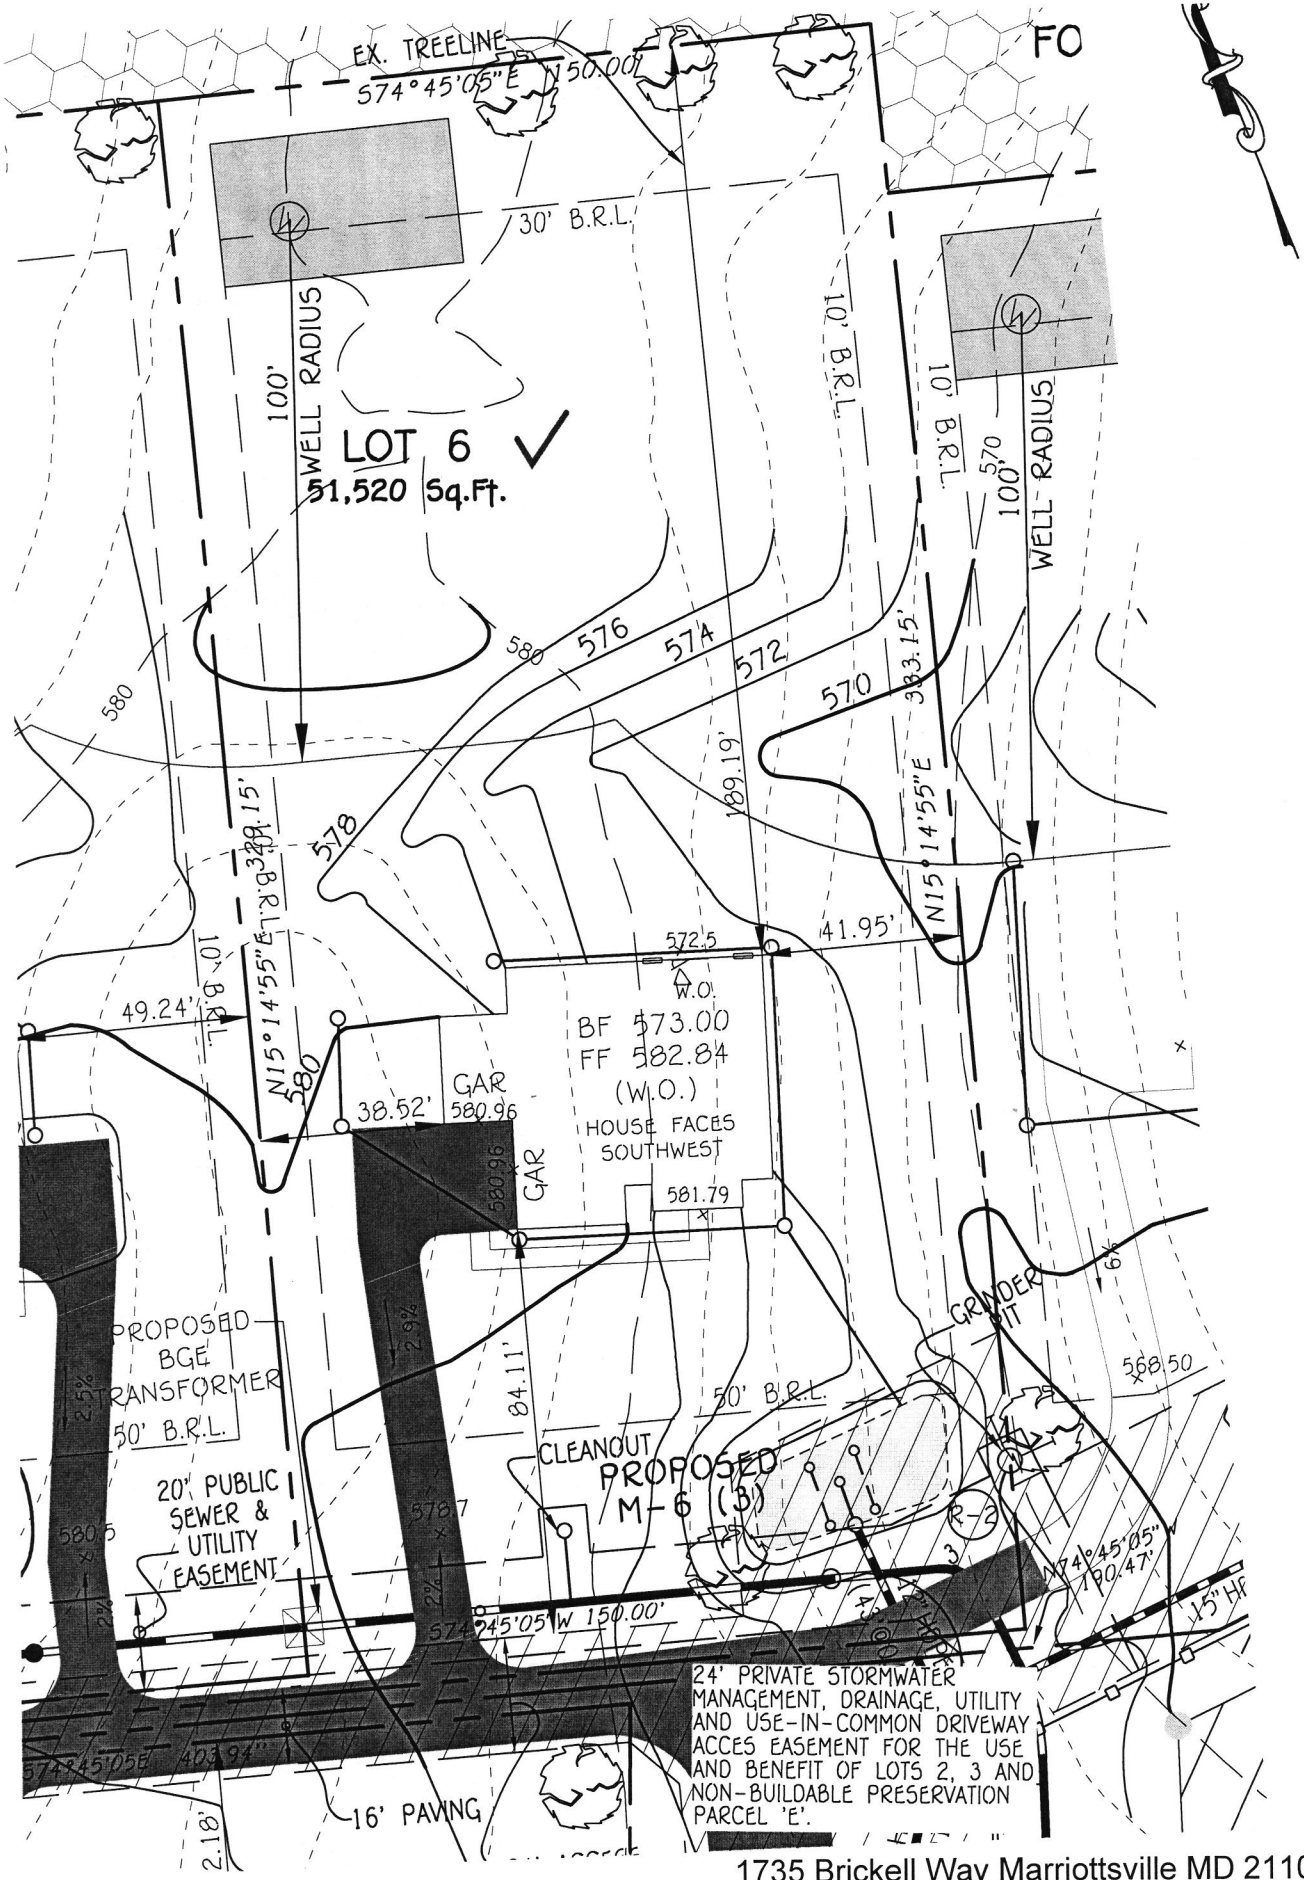 FO
EX. TREELINE
S74°45'05"E 150.00'
30' B.R.L.
WELL RADIUS
100'
LOT 6
51,520 Sq.Ft.
10' B.R.L.
10' B.R.L.
570
100'
WELL RADIUS
576
574
572
570
580
580
578
333.15'
N15°14'55"E
189.19'
329.15'
B.R.L.
N15°14'55"E
10' B.R.L.
49.24'
580
572.5
41.95'
W.O.
BF 573.00
FF 582.84
(W.O.)
HOUSE FACES
SOUTHWEST
GAR
580.96
38.52'
580.96
GAR
581.79
84.11'
2.9%
2.5%
PROPOSED
BGE
TRANSFORMER
50' B.R.L.
50' B.R.L.
GRINDER
PIT
568.50
CLEANOUT
PROPOSED
M-6 (3)
R-2
3
20' PUBLIC
SEWER &
UTILITY
EASEMENT
580.5
578.7
2%
2%
N74°45'05"W
190.47'
15" HP
S74°45'05"W 150.00'
S74°45'05E 403.94"
16' PAVING
2.18'
24' PRIVATE STORMWATER
MANAGEMENT, DRAINAGE, UTILITY
AND USE-IN-COMMON DRIVEWAY
ACCES EASEMENT FOR THE USE
AND BENEFIT OF LOTS 2, 3 AND
NON-BUILDABLE PRESERVATION
PARCEL 'E'.
1735 Brickell Way Marriottsville MD 2110